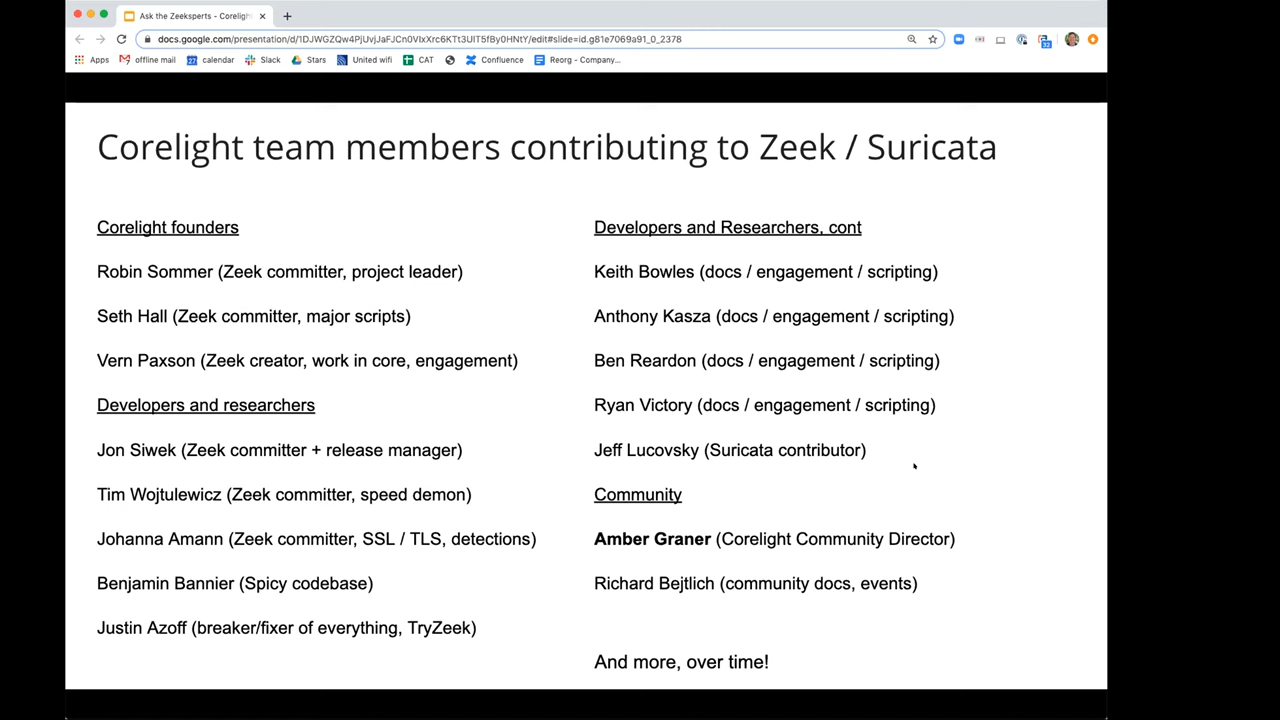 Ask the Zeeksperts - Corelight
docs.google.com/presentation/d/1DJWGZQw4PjUvjJaFJCn0VIxXrc6KTt3UIT5fBy0HNtY/edit#slide=id.g81e7069a91_0_2378
Apps offline mail calendar Slack Stars United wifi CAT Confluence Reorg - Company...
27
32
Corelight team members contributing to Zeek / Suricata
Corelight founders
Robin Sommer (Zeek committer, project leader)
Seth Hall (Zeek committer, major scripts)
Vern Paxson (Zeek creator, work in core, engagement)
Developers and researchers
Jon Siwek (Zeek committer + release manager)
Tim Wojtulewicz (Zeek committer, speed demon)
Johanna Amann (Zeek committer, SSL / TLS, detections)
Benjamin Bannier (Spicy codebase)
Justin Azoff (breaker/fixer of everything, TryZeek)
Developers and Researchers, cont
Keith Bowles (docs / engagement / scripting)
Anthony Kasza (docs / engagement / scripting)
Ben Reardon (docs / engagement / scripting)
Ryan Victory (docs / engagement / scripting)
Jeff Lucovsky (Suricata contributor)
Community
Amber Graner (Corelight Community Director)
Richard Bejtlich (community docs, events)
And more, over time!